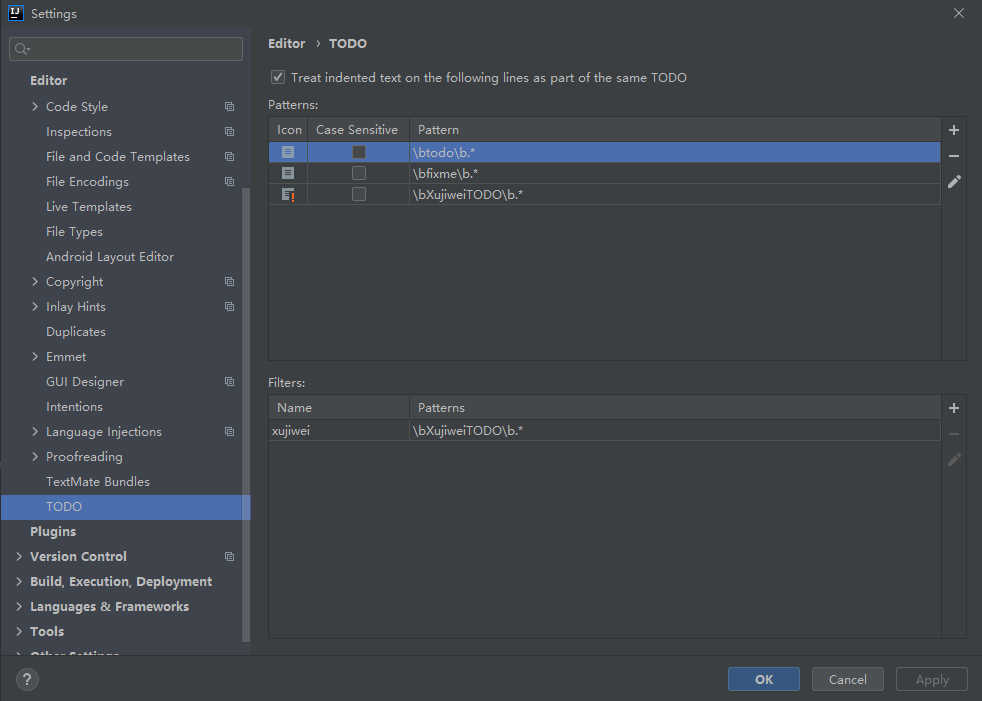 Settings
Editor
Code Style
Inspections
File and Code Templates
File Encodings
Live Templates
File Types
Android Layout Editor
Copyright
Inlay Hints
Duplicates
Emmet
GUI Designer
Intentions
Language Injections
Proofreading
TextMate Bundles
TODO
Plugins
Version Control
Build, Execution, Deployment
Languages & Frameworks
Tools
Other Settings
Editor › TODO
Treat indented text on the following lines as part of the same TODO
Patterns:
Icon Case Sensitive Pattern
\btodo\b.*
\bfixme\b.*
\bXujiweiTODO\b.*
Filters:
Name Patterns
xujiwei \bXujiweiTODO\b.*
? OK Cancel Apply